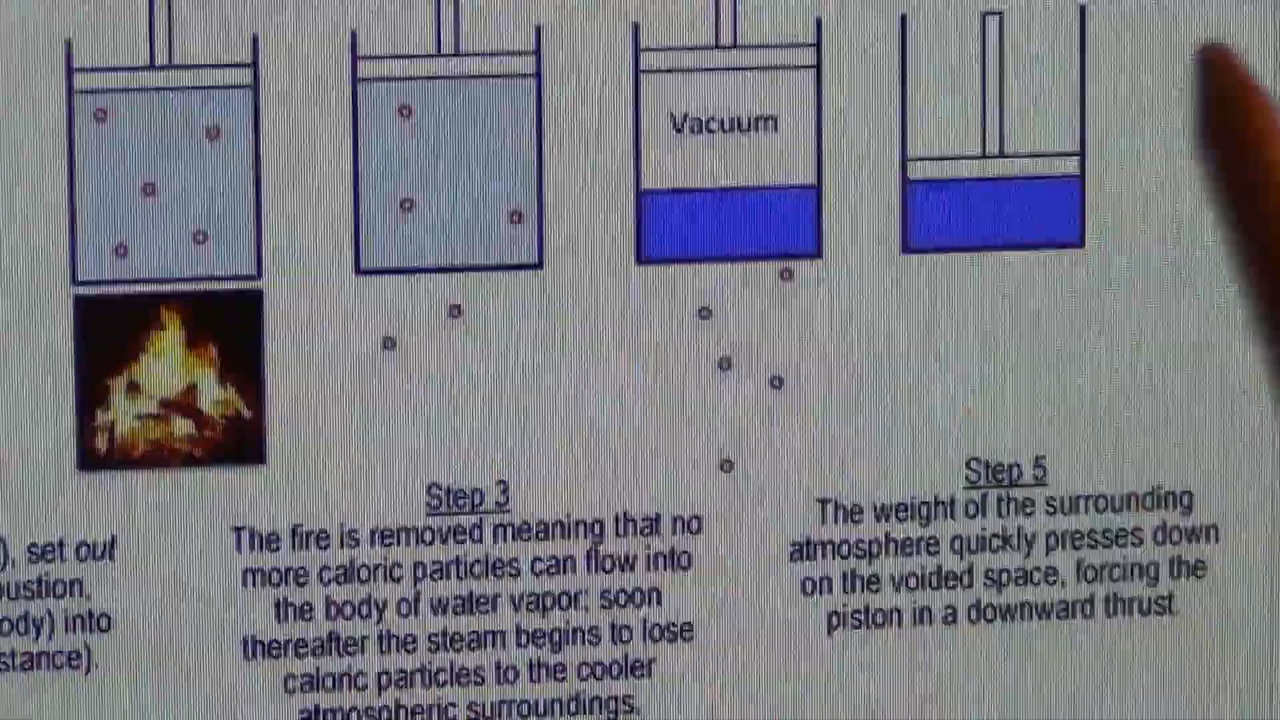 Vacuum
), set out
bustion.
ody) into
stance).
Step 3
The fire is removed meaning that no
more caloric particles can flow into
the body of water vapor; soon
thereafter the steam begins to lose
caloric particles to the cooler
atmospheric surroundings.
Step 5
The weight of the surrounding
atmosphere quickly presses down
on the voided space, forcing the
piston in a downward thrust.